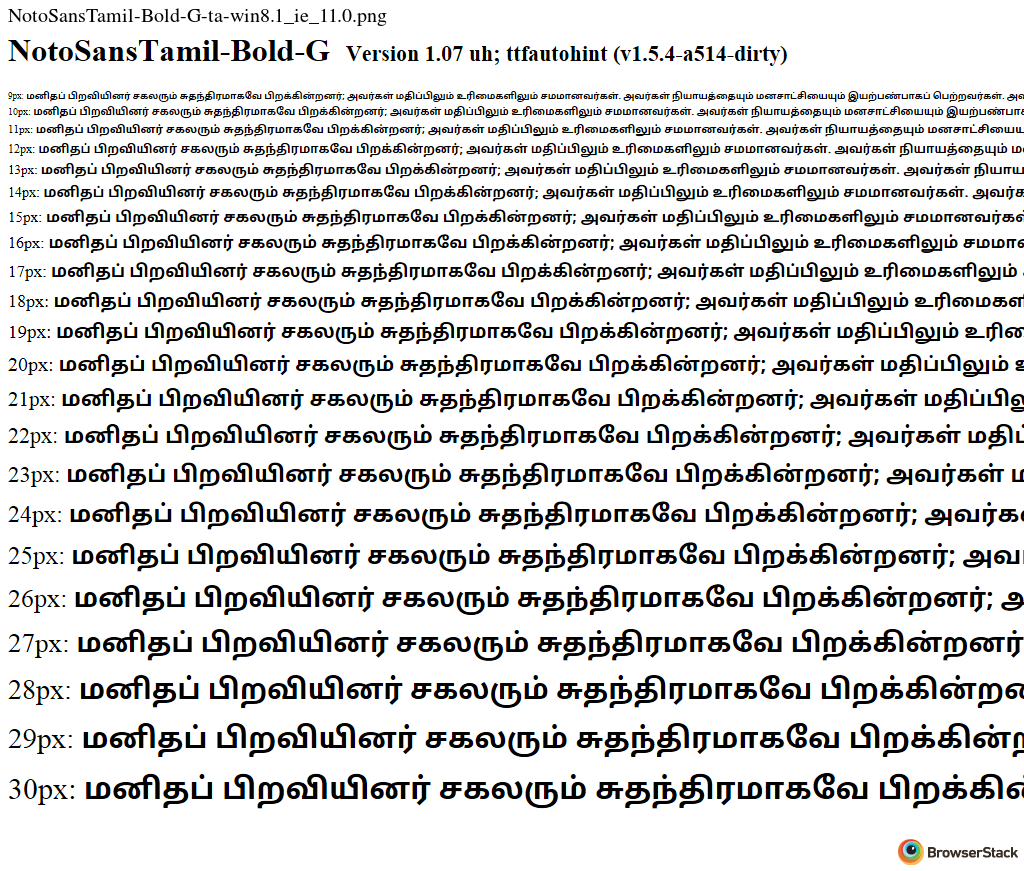 NotoSansTamil-Bold-G-ta-win8.1_ie_11.0.png
NotoSansTamil-Bold-G Version 1.07 uh; ttfautohint (v1.5.4-a514-dirty)
9px: மனிதப் பிறவியினர் சகலரும் சுதந்திரமாகவே பிறக்கின்றனர்; அவர்கள் மதிப்பிலும் உரிமைகளிலும் சமமானவர்கள். அவர்கள் நியாயத்தையும் மனசாட்சியையும் இயற்பண்பாகப் பெற்றவர்கள்.
10px: மனிதப் பிறவியினர் சகலரும் சுதந்திரமாகவே பிறக்கின்றனர்; அவர்கள் மதிப்பிலும் உரிமைகளிலும் சமமானவர்கள். அவர்கள் நியாயத்தையும் மனசாட்சியையும்
11px: மனிதப் பிறவியினர் சகலரும் சுதந்திரமாகவே பிறக்கின்றனர்; அவர்கள் மதிப்பிலும் உரிமைகளிலும் சமமானவர்கள். அவர்கள் நியாயத்தையும்
12px: மனிதப் பிறவியினர் சகலரும் சுதந்திரமாகவே பிறக்கின்றனர்; அவர்கள் மதிப்பிலும் உரிமைகளிலும் சமமானவர்கள். அவர்கள் நியாயத்தையும்
13px: மனிதப் பிறவியினர் சகலரும் சுதந்திரமாகவே பிறக்கின்றனர்; அவர்கள் மதிப்பிலும் உரிமைகளிலும் சமமானவர்கள். அவர்கள்
14px: மனிதப் பிறவியினர் சகலரும் சுதந்திரமாகவே பிறக்கின்றனர்; அவர்கள் மதிப்பிலும் உரிமைகளிலும் சமமானவர்கள்.
15px: மனிதப் பிறவியினர் சகலரும் சுதந்திரமாகவே பிறக்கின்றனர்; அவர்கள் மதிப்பிலும் உரிமைகளிலும்
16px: மனிதப் பிறவியினர் சகலரும் சுதந்திரமாகவே பிறக்கின்றனர்; அவர்கள் மதிப்பிலும் உரிமைகளிலும்
17px: மனிதப் பிறவியினர் சகலரும் சுதந்திரமாகவே பிறக்கின்றனர்; அவர்கள் மதிப்பிலும் உரிமைகளிலும்
18px: மனிதப் பிறவியினர் சகலரும் சுதந்திரமாகவே பிறக்கின்றனர்; அவர்கள் மதிப்பிலும்
19px: மனிதப் பிறவியினர் சகலரும் சுதந்திரமாகவே பிறக்கின்றனர்; அவர்கள் மதிப்பிலும்
20px: மனிதப் பிறவியினர் சகலரும் சுதந்திரமாகவே பிறக்கின்றனர்; அவர்கள் மதிப்பிலும்
21px: மனிதப் பிறவியினர் சகலரும் சுதந்திரமாகவே பிறக்கின்றனர்; அவர்கள்
22px: மனிதப் பிறவியினர் சகலரும் சுதந்திரமாகவே பிறக்கின்றனர்; அவர்கள்
23px: மனிதப் பிறவியினர் சகலரும் சுதந்திரமாகவே பிறக்கின்றனர்; அவர்கள்
24px: மனிதப் பிறவியினர் சகலரும் சுதந்திரமாகவே பிறக்கின்றனர்;
25px: மனிதப் பிறவியினர் சகலரும் சுதந்திரமாகவே பிறக்கின்றனர்;
26px: மனிதப் பிறவியினர் சகலரும் சுதந்திரமாகவே பிறக்கின்றனர்;
27px: மனிதப் பிறவியினர் சகலரும் சுதந்திரமாகவே பிறக்கின்றனர்
28px: மனிதப் பிறவியினர் சகலரும் சுதந்திரமாகவே
29px: மனிதப் பிறவியினர் சகலரும் சுதந்திரமாகவே
30px: மனிதப் பிறவியினர் சகலரும் சுதந்திரமாகவே
BrowserStack